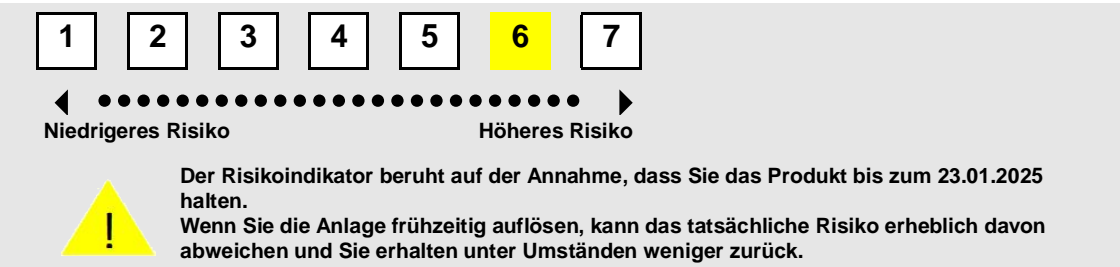 1 2 3 4 5 6 7
Niedrigeres Risiko Höheres Risiko
Der Risikoindikator beruht auf der Annahme, dass Sie das Produkt bis zum 23.01.2025
halten.
Wenn Sie die Anlage frühzeitig auflösen, kann das tatsächliche Risiko erheblich davon
abweichen und Sie erhalten unter Umständen weniger zurück.
!